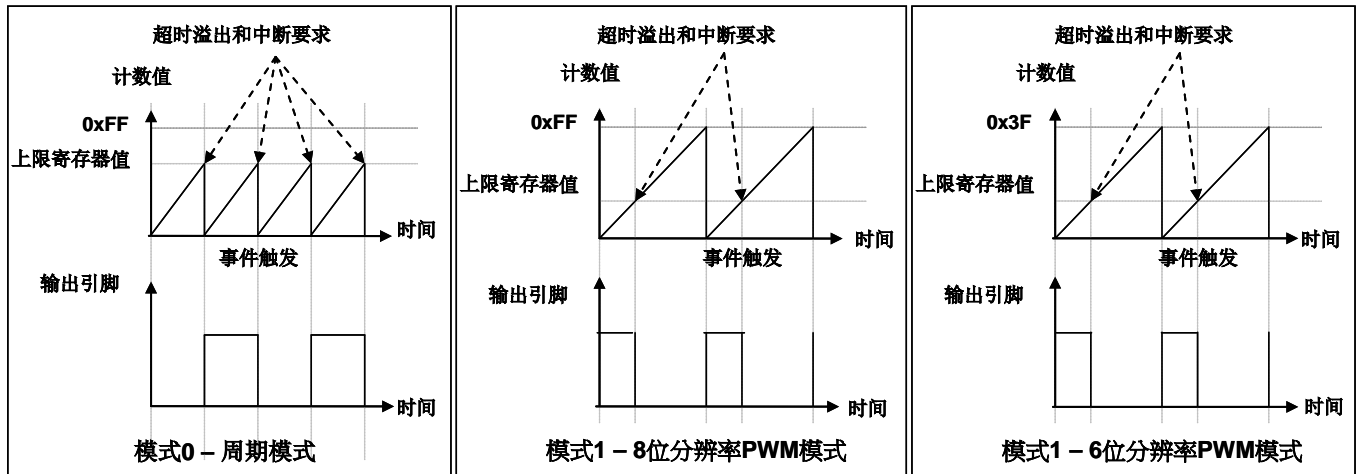 超时溢出和中断要求
计数值
0xFF
上限寄存器值
时间
事件触发
输出引脚
时间
模式0 – 周期模式
超时溢出和中断要求
计数值
0xFF
上限寄存器值
时间
事件触发
输出引脚
时间
模式1 – 8位分辨率PWM模式
超时溢出和中断要求
计数值
0x3F
上限寄存器值
时间
事件触发
输出引脚
时间
模式1 – 6位分辨率PWM模式